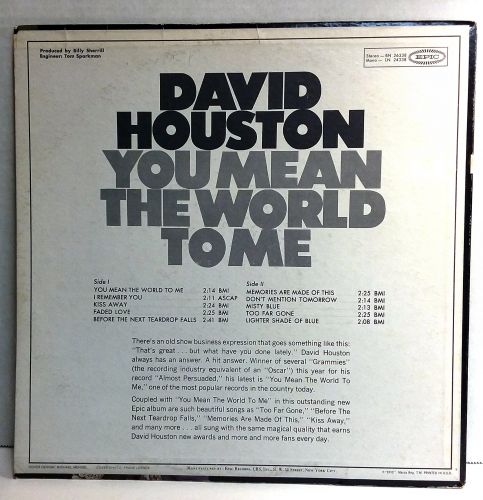 Produced by Billy Sherrill
Engineer: Tom Sparkman
Stereo — BN 26338
Mono — LN 24338
EPIC
DAVID
HOUSTON
YOU MEAN
THE WORLD
TO ME
Side I
YOU MEAN THE WORLD TO ME 2:14 BMI
I REMEMBER YOU 2:11 ASCAP
KISS AWAY 2:24 BMI
FADED LOVE 2:25 BMI
BEFORE THE NEXT TEARDROP FALLS 2:41 BMI
Side II
MEMORIES ARE MADE OF THIS 2:25 BMI
DON'T MENTION TOMORROW 2:14 BMI
MISTY BLUE 2:13 BMI
TOO FAR GONE 2:25 BMI
LIGHTER SHADE OF BLUE 2:08 BMI
There's an old show business expression that goes something like this:
"That's great . . . but what have you done lately." David Houston
always has an answer. A hit answer. Winner of several "Grammies"
(the recording industry equivalent of an "Oscar") this year for his
record "Almost Persuaded," his latest is "You Mean The World To
Me," one of the most popular records in the country today.
Coupled with "You Mean The World To Me" in this outstanding new
Epic album are such beautiful songs as "Too Far Gone," "Before The
Next Teardrop Falls," "Memories Are Made Of This," "Kiss Away,"
and many more . . . all sung with the same magical quality that earns
David Houston new awards and more and more fans every day.